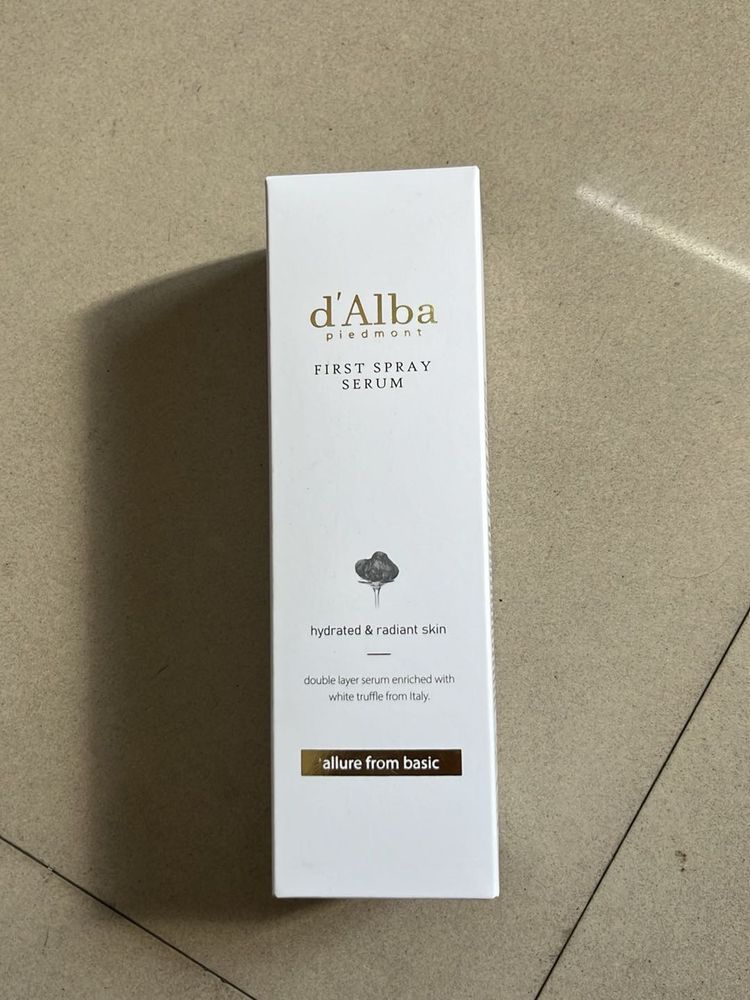 d'Alba
piedmont
FIRST SPRAY
SERUM
hydrated & radiant skin
double layer serum enriched with
white truffle from Italy.
allure from basic